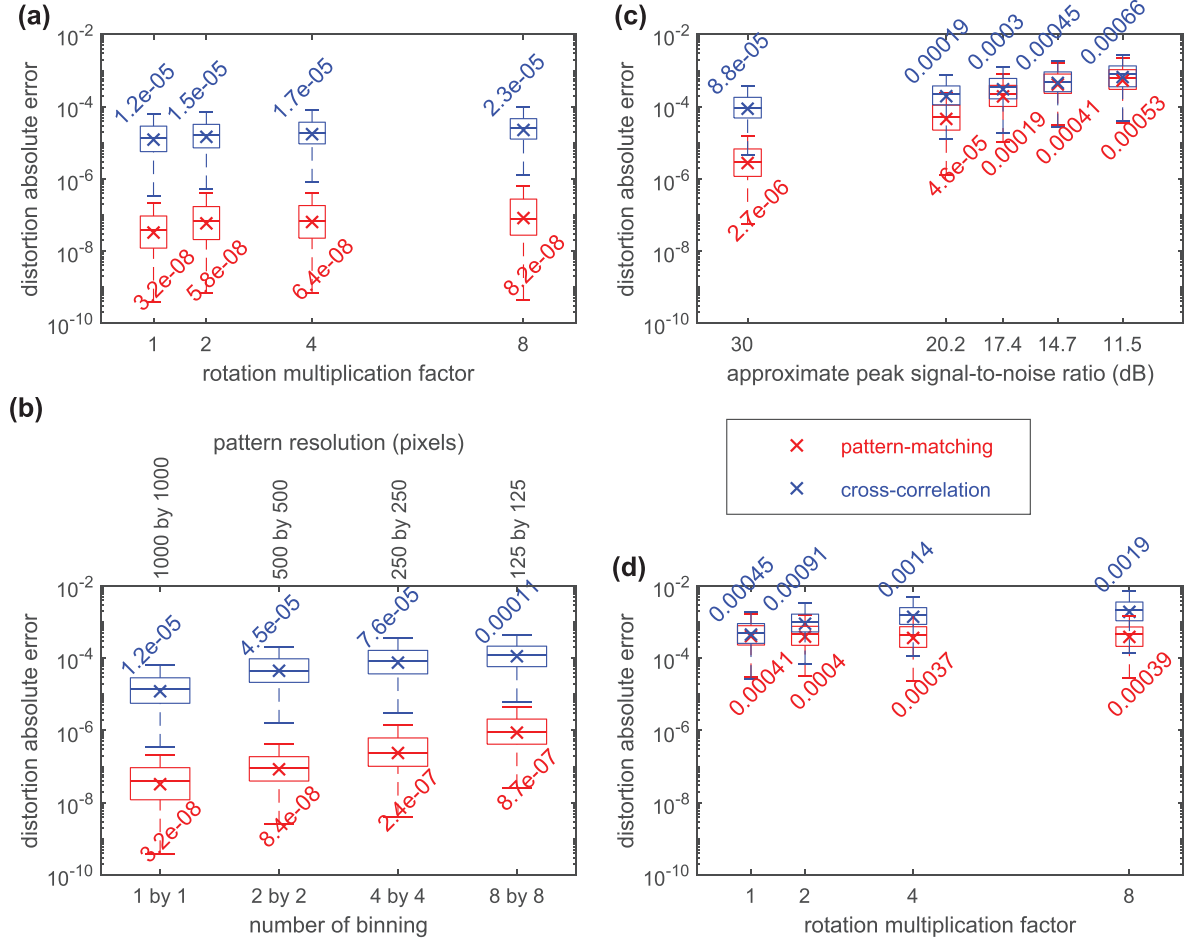 (a)
10-2
10-4
10-6
10-8
10-10
distortion absolute error
1.2e-05
1.5e-05
1.7e-05
2.3e-05
3.2e-08
5.8e-08
6.4e-08
8.2e-08
1 2 4 8
rotation multiplication factor
(c)
10-2
10-4
10-6
10-8
10-10
distortion absolute error
8.8e-05
0.00019
0.0003
0.00045
0.00066
2.7e-06
4.6e-05
0.00019
0.00041
0.00053
30 20.2 17.4 14.7 11.5
approximate peak signal-to-noise ratio (dB)
(b)
pattern resolution (pixels)
1000 by 1000
500 by 500
250 by 250
125 by 125
10-2
10-4
10-6
10-8
10-10
distortion absolute error
1.2e-05
4.5e-05
7.6e-05
0.00011
3.2e-08
8.4e-08
2.4e-07
8.7e-07
1 by 1 2 by 2 4 by 4 8 by 8
number of binning
pattern-matching
cross-correlation
(d)
10-2
10-4
10-6
10-8
10-10
distortion absolute error
0.00045
0.00091
0.0014
0.0019
0.00041
0.0004
0.00037
0.00039
1 2 4 8
rotation multiplication factor